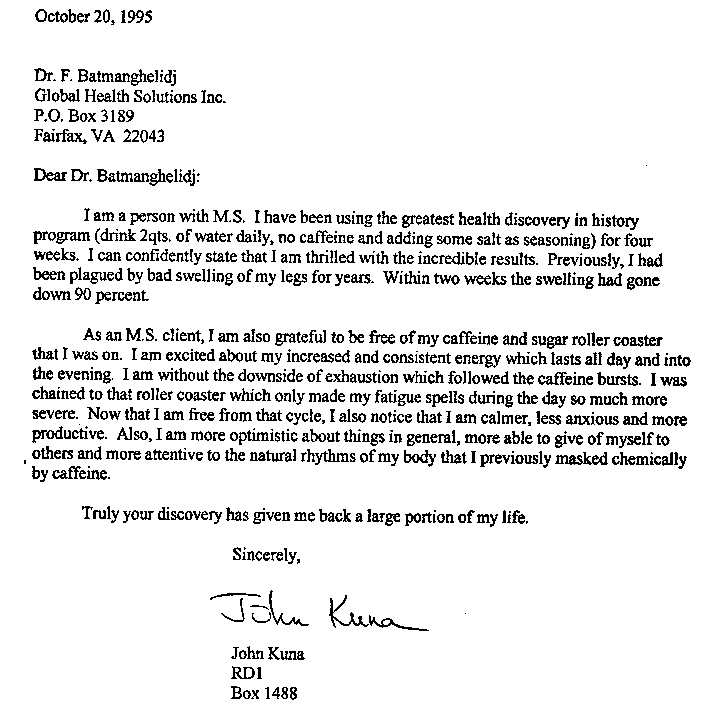 October 20, 1995
Dr. F. Batmanghelidj
Global Health Solutions Inc.
P.O. Box 3189
Fairfax, VA 22043
Dear Dr. Batmanghelidj:
I am a person with M.S. I have been using the greatest health discovery in history
program (drink 2qts. of water daily, no caffeine and adding some salt as seasoning) for four
weeks. I can confidently state that I am thrilled with the incredible results. Previously, I had
been plagued by bad swelling of my legs for years. Within two weeks the swelling had gone
down 90 percent.
As an M.S. client, I am also grateful to be free of my caffeine and sugar roller coaster
that I was on. I am excited about my increased and consistent energy which lasts all day and into
the evening. I am without the downside of exhaustion which followed the caffeine bursts. I was
chained to that roller coaster which only made my fatigue spells during the day so much more
severe. Now that I am free from that cycle, I also notice that I am calmer, less anxious and more
productive. Also, I am more optimistic about things in general, more able to give of myself to
others and more attentive to the natural rhythms of my body that I previously masked chemically
by caffeine.
Truly your discovery has given me back a large portion of my life.
Sincerely,
John Kuna
John Kuna
RD1
Box 1488